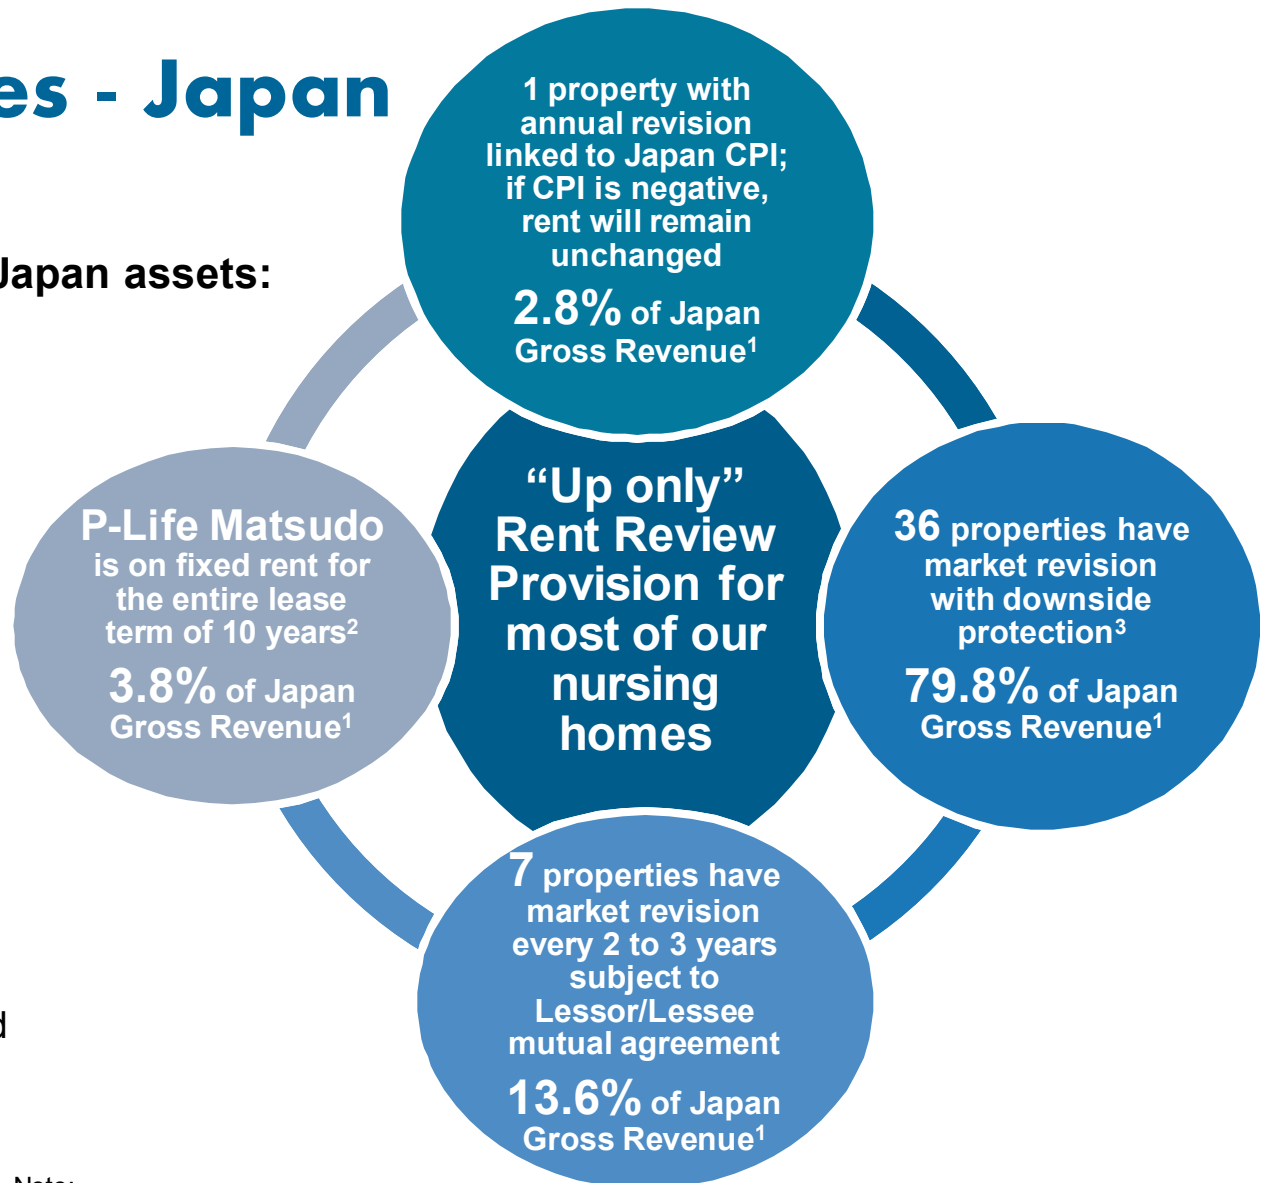 es - Japan
Japan assets:
1 property with
annual revision
linked to Japan CPI;
if CPI is negative,
rent will remain
unchanged
2.8% of Japan
Gross Revenue¹
P-Life Matsudo
is on fixed rent for
the entire lease
term of 10 years²
3.8% of Japan
Gross Revenue¹
“Up only”
Rent Review
Provision for
most of our
nursing
homes
36 properties have
market revision
with downside
protection³
79.8% of Japan
Gross Revenue¹
7 properties have
market revision
every 2 to 3 years
subject to
Lessor/Lessee
mutual agreement
13.6% of Japan
Gross Revenue¹
d
Note: